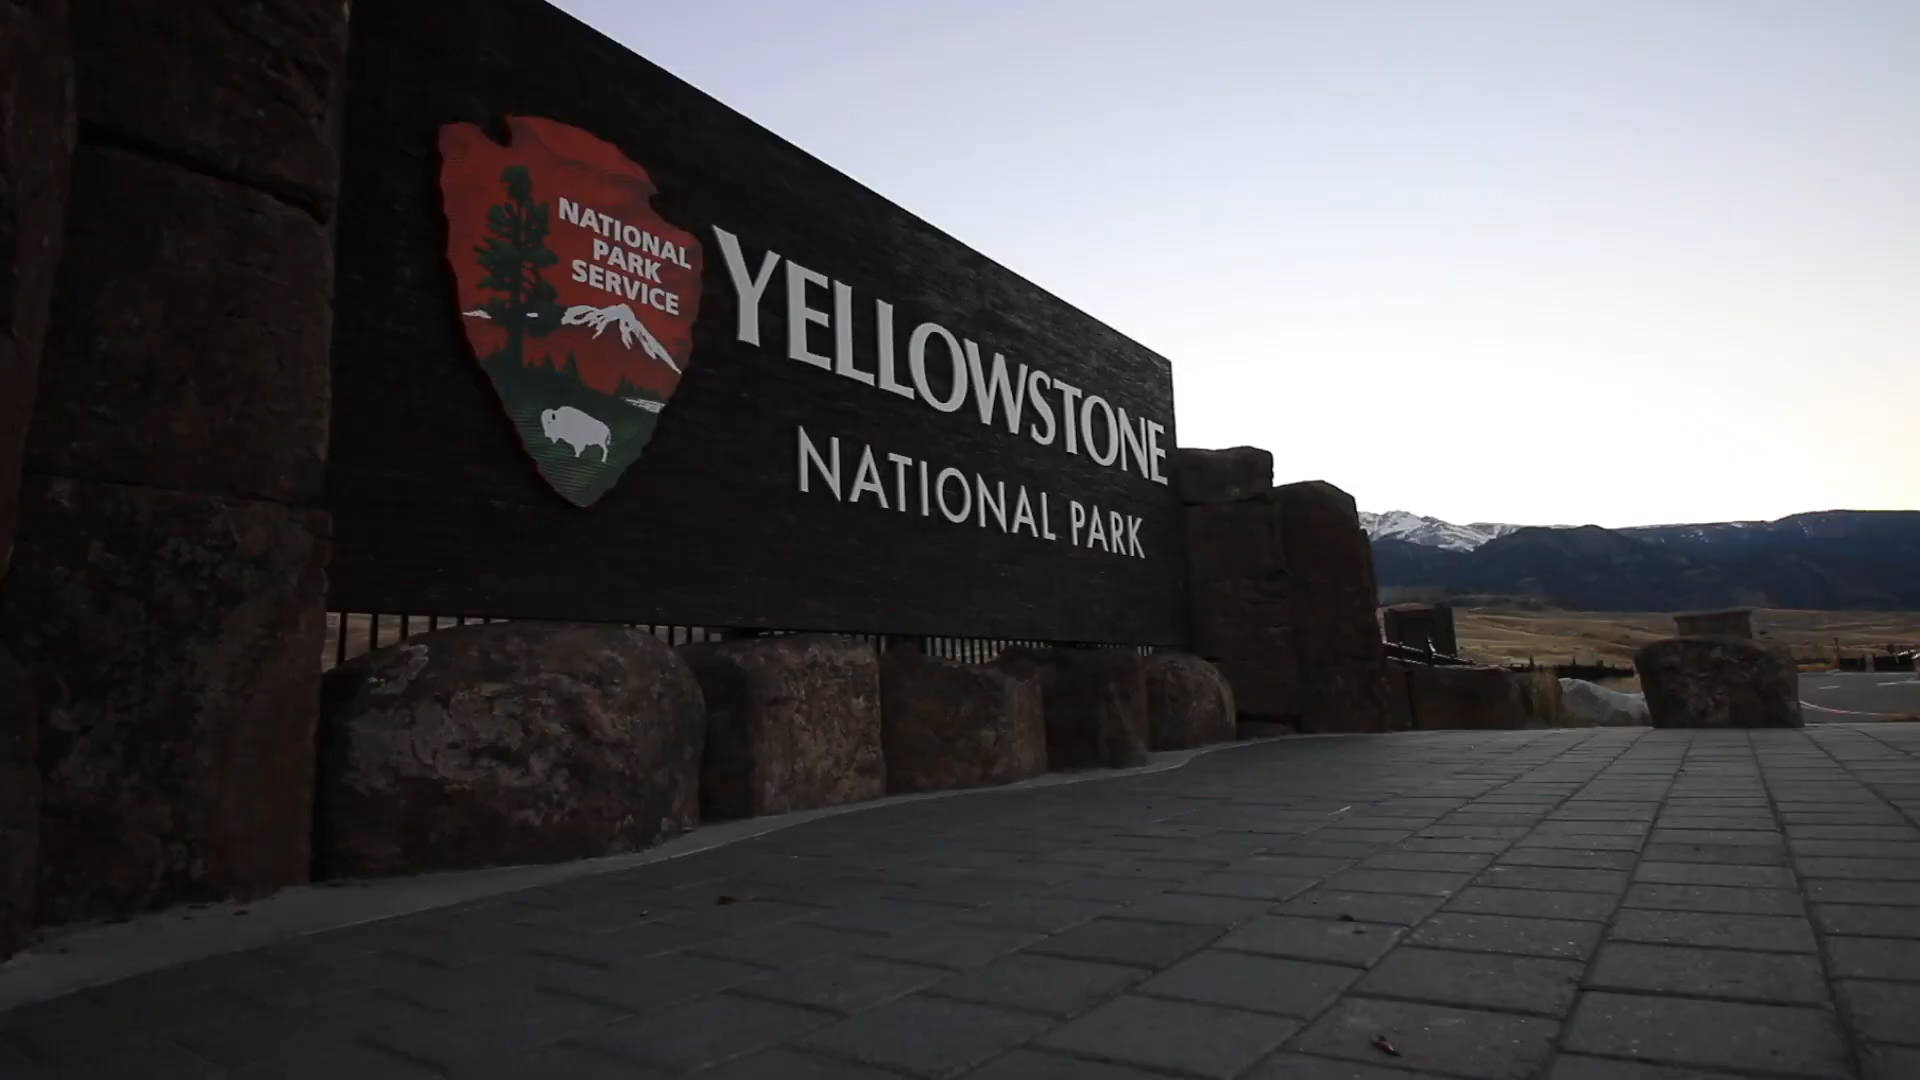 NATIONAL
PARK
SERVICE
YELLOWSTONE
NATIONAL PARK